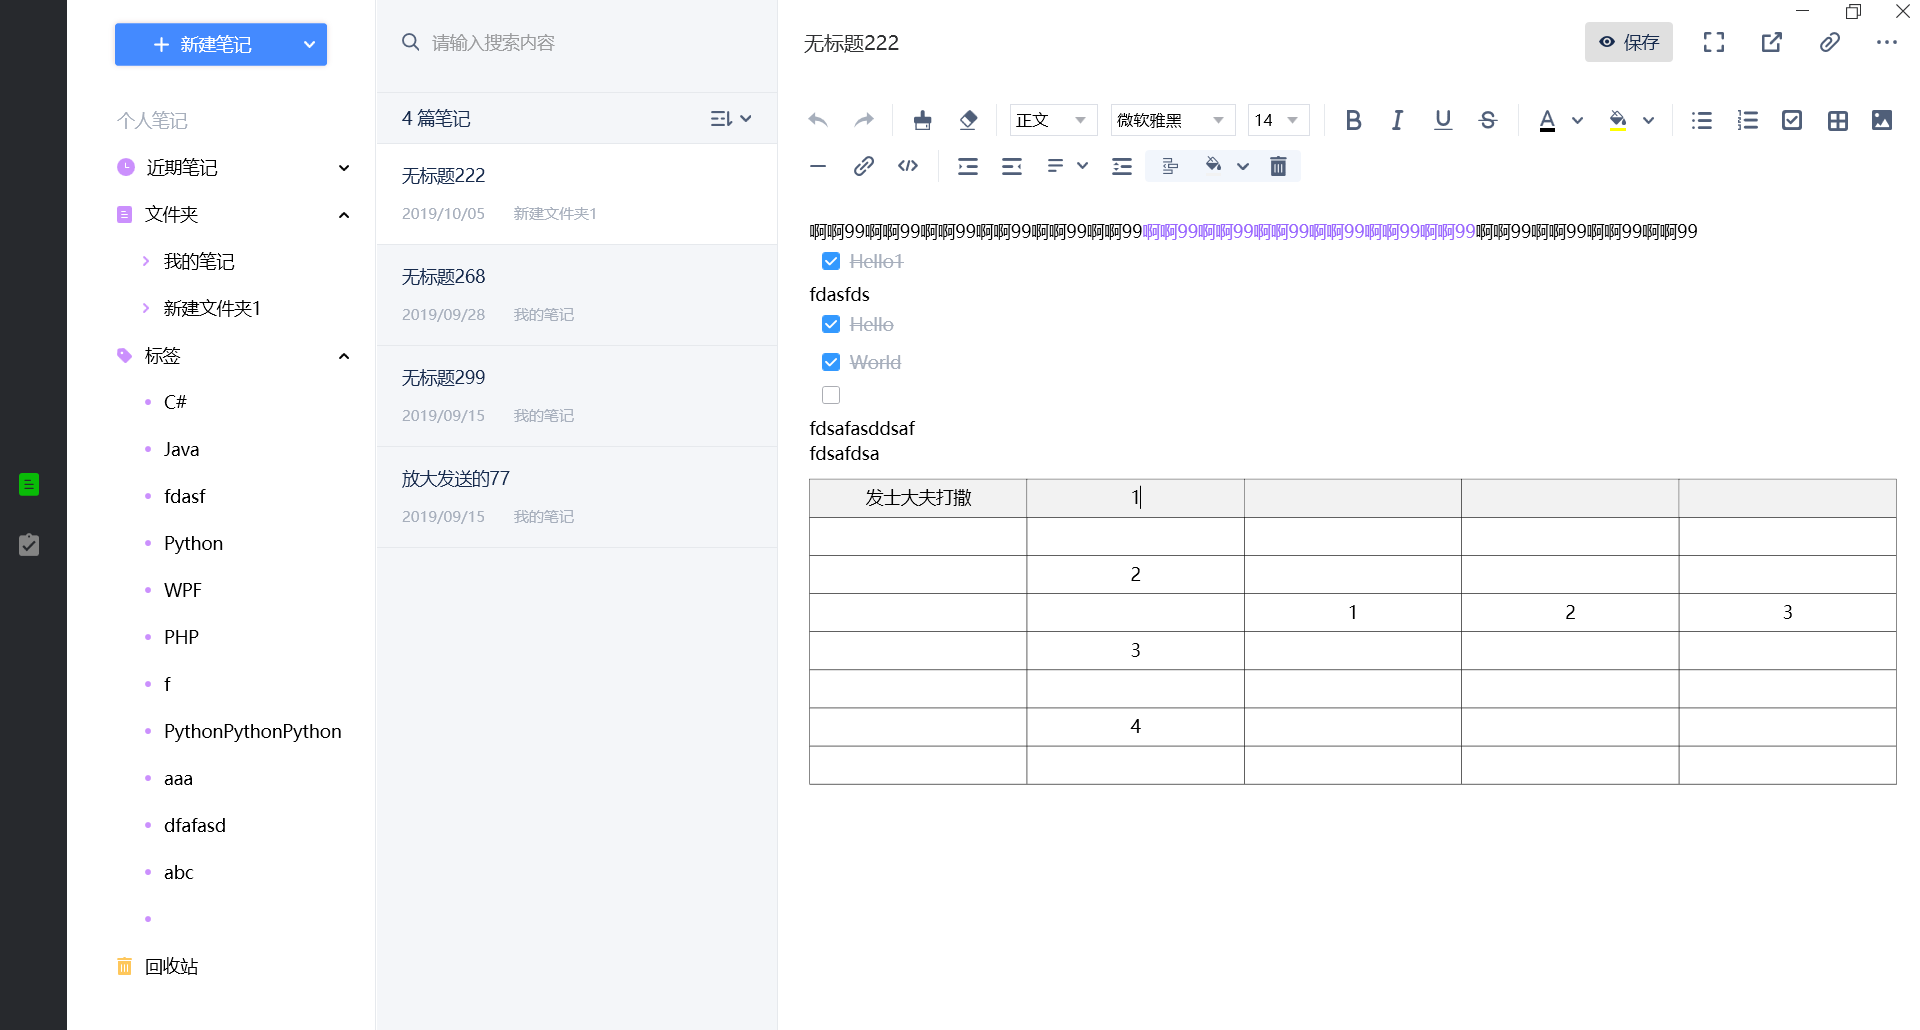 新建笔记
个人笔记
近期笔记
文件夹
我的笔记
新建文件夹1
标签
C#
Java
fdasf
Python
WPF
PHP
f
PythonPythonPython
aaa
dfafasd
abc
回收站
请输入搜索内容
4 篇笔记
无标题222
2019/10/05 新建文件夹1
无标题268
2019/09/28 我的笔记
无标题299
2019/09/15 我的笔记
放大发送的77
2019/09/15 我的笔记
无标题222
保存
正文 微软雅黑 14
啊啊99啊啊99啊啊99啊啊99啊啊99啊啊99啊啊99啊啊99啊啊99啊啊99啊啊99啊啊99啊啊99啊啊99啊啊99啊啊99
Hello1
fdasfds
Hello
World
fdsafasddsaf
fdsafdsa
发士大夫打撒 1
2
1 2 3
3
4